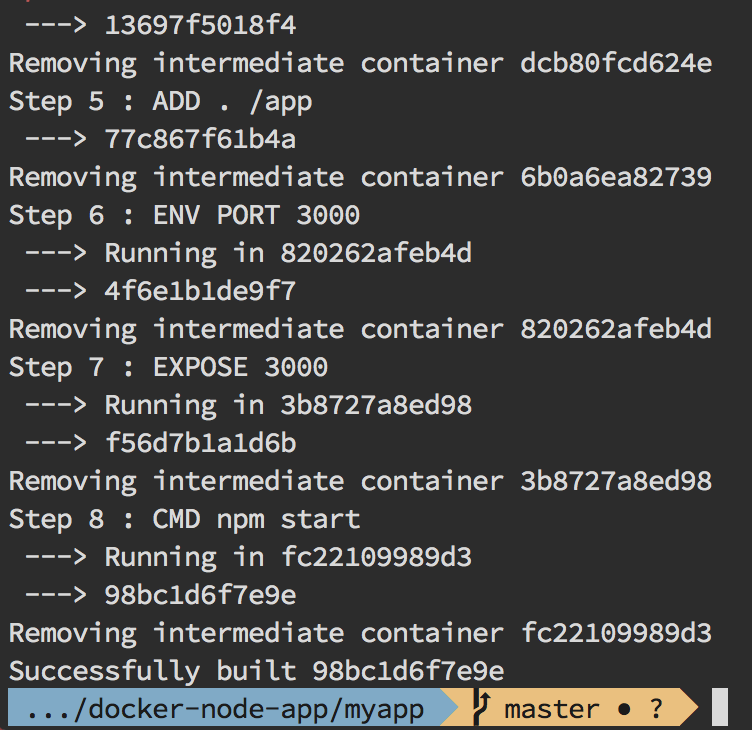 ---> 13697f5018f4
Removing intermediate container dcb80fcd624e
Step 5 : ADD . /app
---> 77c867f61b4a
Removing intermediate container 6b0a6ea82739
Step 6 : ENV PORT 3000
---> Running in 820262afeb4d
---> 4f6e1b1de9f7
Removing intermediate container 820262afeb4d
Step 7 : EXPOSE 3000
---> Running in 3b8727a8ed98
---> f56d7b1a1d6b
Removing intermediate container 3b8727a8ed98
Step 8 : CMD npm start
---> Running in fc22109989d3
---> 98bc1d6f7e9e
Removing intermediate container fc22109989d3
Successfully built 98bc1d6f7e9e
.../docker-node-app/myapp master • ?